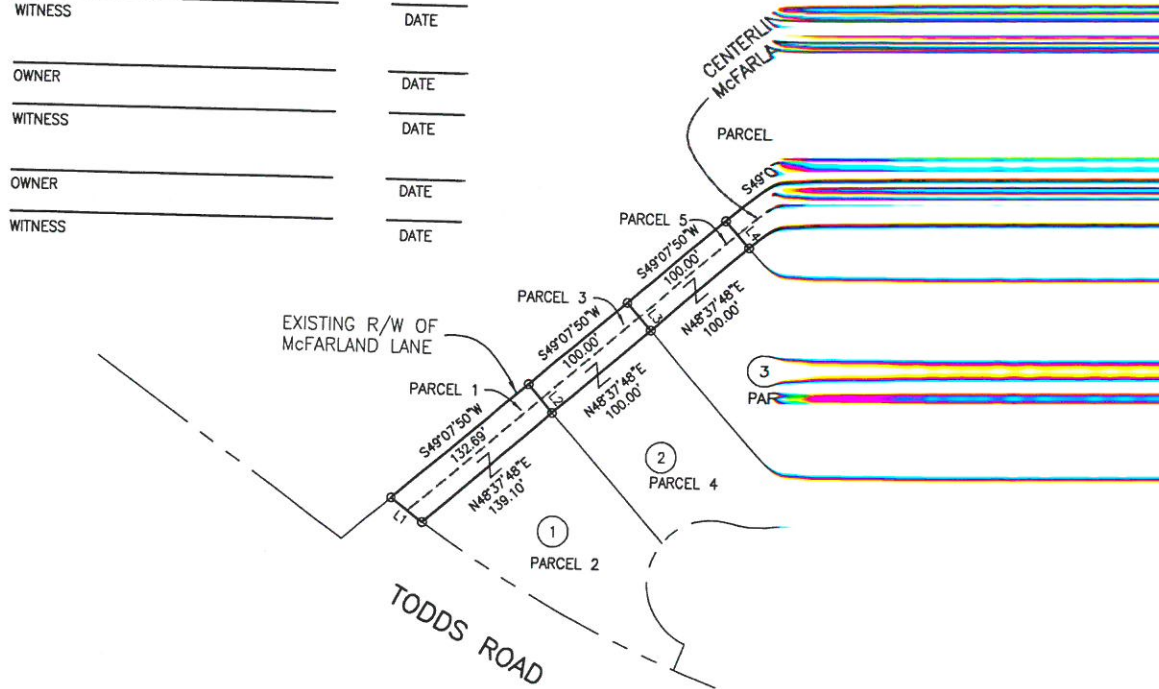 WITNESS
DATE
OWNER
DATE
WITNESS
DATE
OWNER
DATE
WITNESS
DATE
PARCEL
PARCEL 5
S49°07'50"W
100.00'
L4
N48°37'48"E
100.00'
PARCEL 3
S49°07'50"W
100.00'
L3
EXISTING R/W OF
McFARLAND LANE
N48°37'48"E
100.00'
PARCEL 1
S49°07'50"W
132.69'
L2
N48°37'48"E
139.10'
L1
3
2
PARCEL 4
1
PARCEL 2
TODDS ROAD